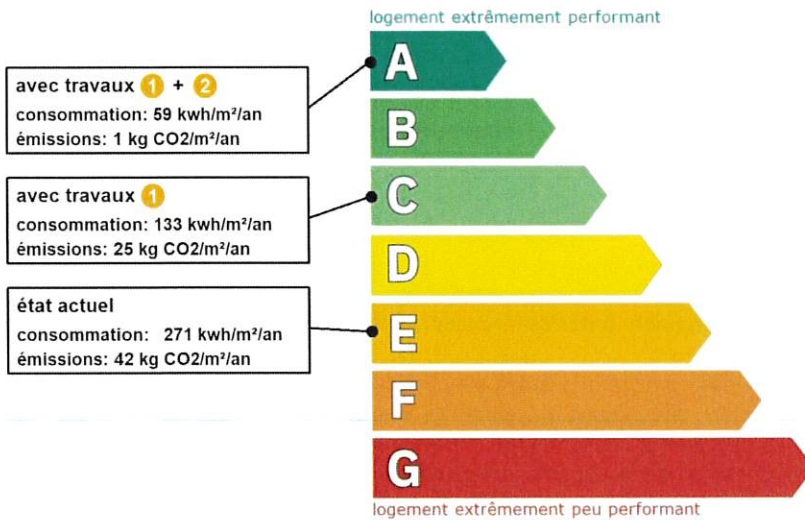 logement extrêmement performant
avec travaux 1 + 2
consommation: 59 kwh/m²/an
émissions: 1 kg CO2/m²/an
avec travaux 1
consommation: 133 kwh/m²/an
émissions: 25 kg CO2/m²/an
état actuel
consommation: 271 kwh/m²/an
émissions: 42 kg CO2/m²/an
A
B
C
D
E
F
G
logement extrêmement peu performant